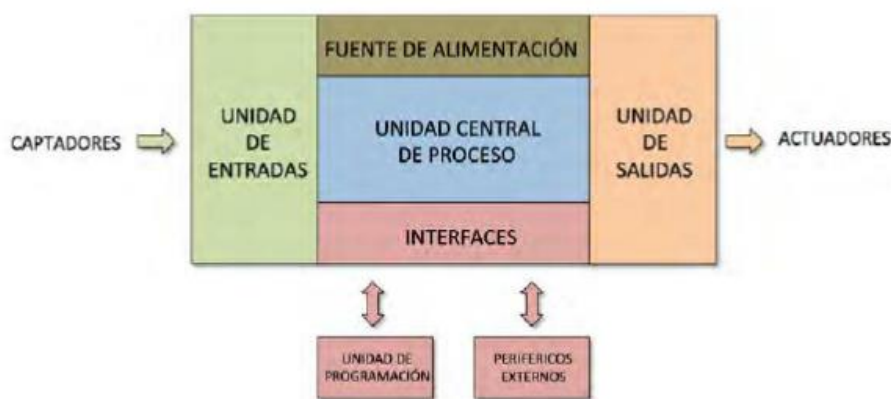 FUENTE DE ALIMENTACIÓN
CAPTADORES
UNIDAD
DE
ENTRADAS
UNIDAD CENTRAL
DE PROCESO
UNIDAD
DE
SALIDAS
ACTUADORES
INTERFACES
UNIDAD DE
PROGRAMACIÓN
PERIFERICOS
EXTERNOS